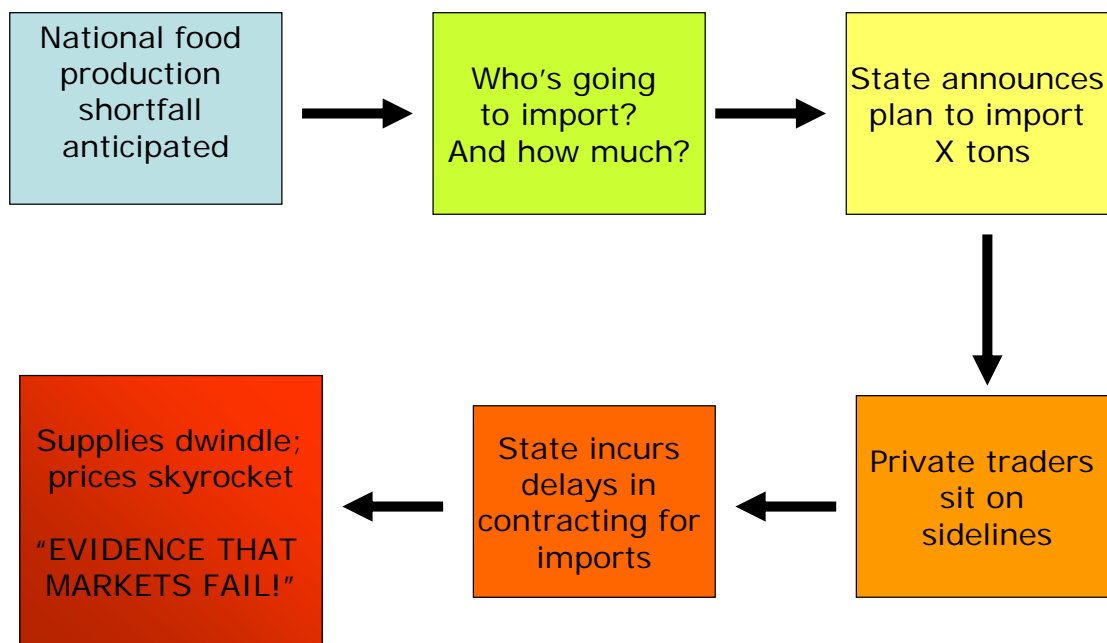 National food
production
shortfall
anticipated
Who's going
to import?
And how much?
State announces
plan to import
X tons
Private traders
sit on
sidelines
State incurs
delays in
contracting for
imports
Supplies dwindle;
prices skyrocket
“EVIDENCE THAT
MARKETS FAIL!”